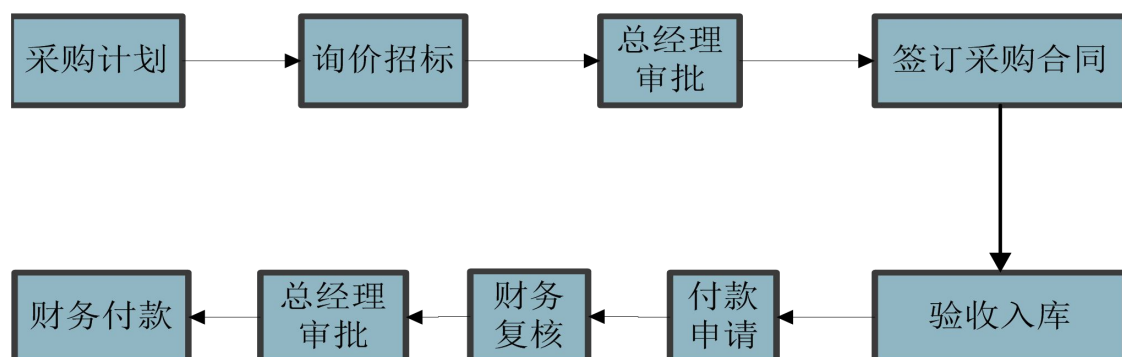 采购计划
询价招标
总经理
审批
签订采购合同
财务付款
总经理
审批
财务
复核
付款
申请
验收入库